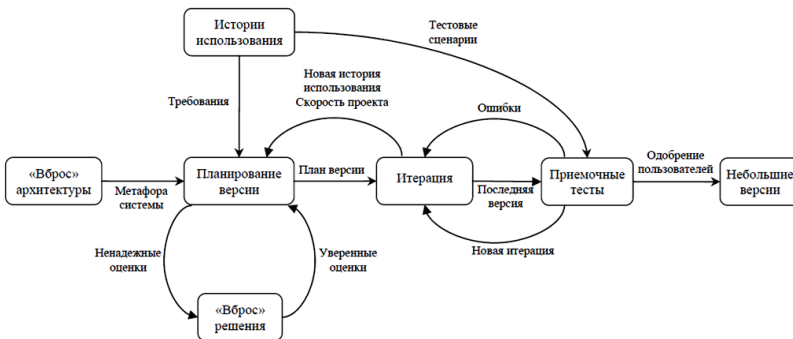 Истории
использования
Тестовые
сценарии
Новая история
использования
Скорость проекта
Требования
Ошибки
«Вброс»
архитектуры
Метафора
системы
Планирование
версии
План версии
Итерация
Последняя
версия
Приемочные
тесты
Одобрение
пользователей
Небольшие
версии
Ненадежные
оценки
Уверенные
оценки
Новая итерация
«Вброс»
решения